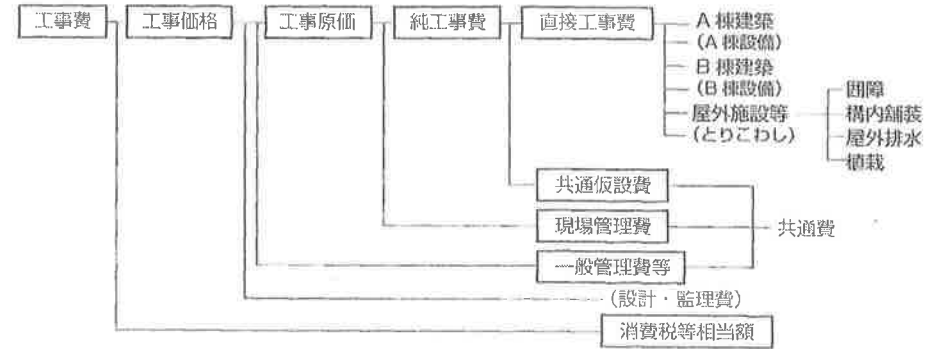 工事費 工事価格 工事原価 純工事費 直接工事費 A棟建築
(A棟設備)
B棟建築
(B棟設備)
屋外施設等
(とりこわし)
囲障
構内舗装
屋外排水
植栽
共通仮設費
現場管理費
共通費
一般管理費等
(設計・監理費)
消費税等相当額